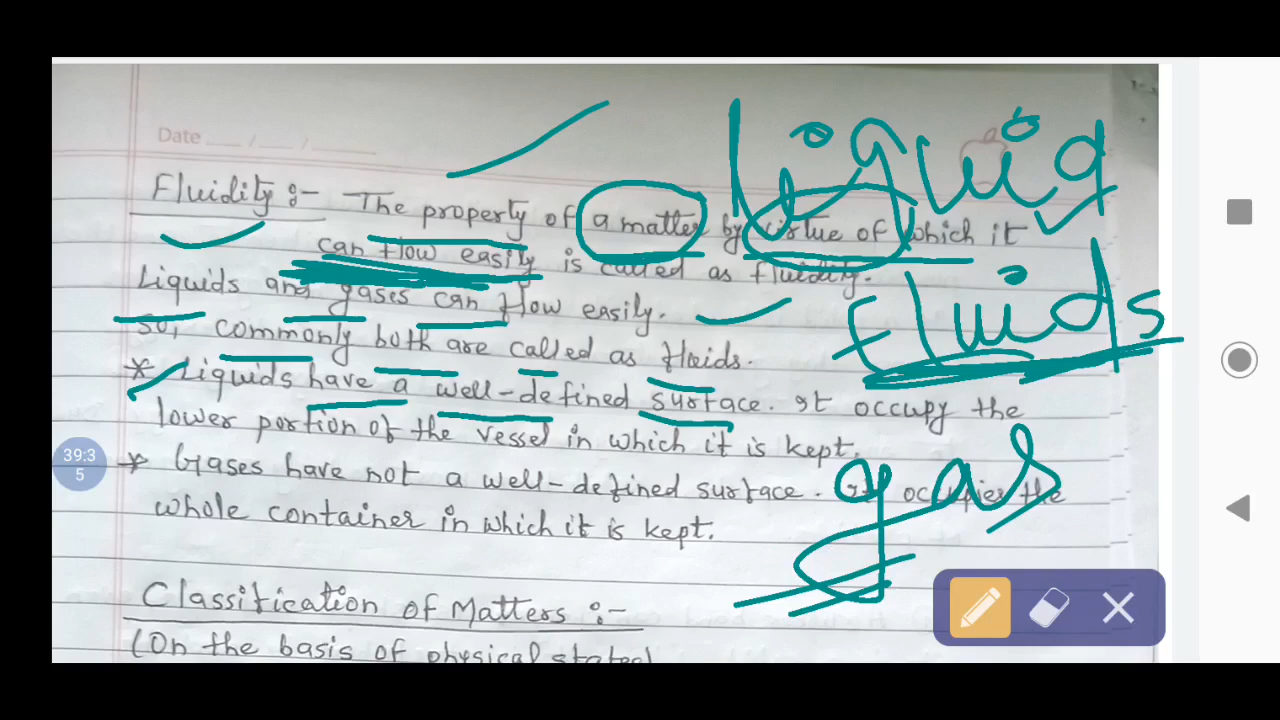 Date __/__/__
Liquid
Fluidity :- The property of a matter by virtue of which it
can flow easily is called as fluidity.
Liquids and gases can flow easily.
fluids
So, commonly both are called as fluids.
* Liquids have a well-defined surface. It occupy the
lower portion of the vessel in which it is kept.
39:3
5
* Gases have not a well-defined surface. It occupies the
gas
whole container in which it is kept.
Classification of Matters :-
(On the basis of physical states)